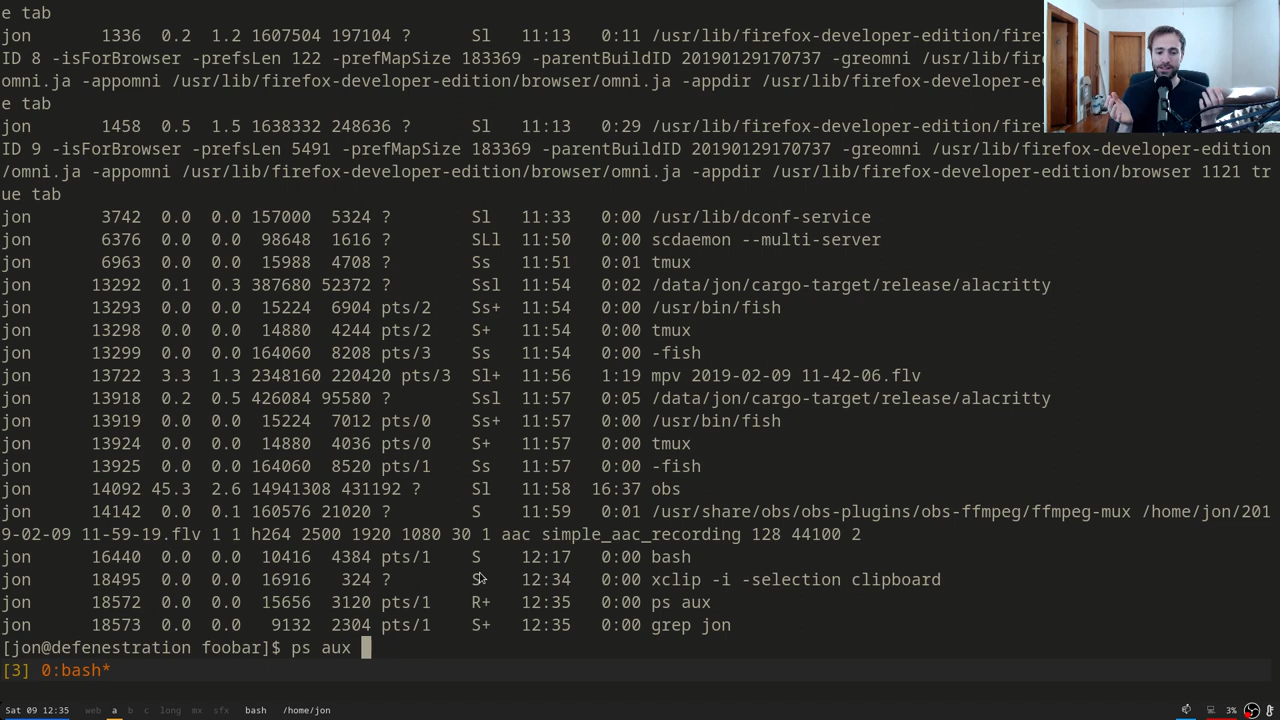 e tab
jon 1336 0.2 1.2 1607504 197104 ? Sl 11:13 0:11 /usr/lib/firefox-developer-edition/fire
ID 8 -isForBrowser -prefsLen 122 -prefMapSize 183369 -parentBuildID 20190129170737 -greomni /usr/lib/fir
omni.ja -appomni /usr/lib/firefox-developer-edition/browser/omni.ja -appdir /usr/lib/firefox-developer-e
e tab
jon 1458 0.5 1.5 1638332 248636 ? Sl 11:13 0:29 /usr/lib/firefox-developer-edition/fire
ID 9 -isForBrowser -prefsLen 5491 -prefMapSize 183369 -parentBuildID 20190129170737 -greomni /usr/lib/firefox-developer-edition
/omni.ja -appomni /usr/lib/firefox-developer-edition/browser/omni.ja -appdir /usr/lib/firefox-developer-edition/browser 1121 tr
ue tab
jon 3742 0.0 0.0 157000 5324 ? Sl 11:33 0:00 /usr/lib/dconf-service
jon 6376 0.0 0.0 98648 1616 ? SLl 11:50 0:00 scdaemon --multi-server
jon 6963 0.0 0.0 15988 4708 ? Ss 11:51 0:01 tmux
jon 13292 0.1 0.3 387680 52372 ? Ssl 11:54 0:02 /data/jon/cargo-target/release/alacritty
jon 13293 0.0 0.0 15224 6904 pts/2 Ss+ 11:54 0:00 /usr/bin/fish
jon 13298 0.0 0.0 14880 4244 pts/2 S+ 11:54 0:00 tmux
jon 13299 0.0 0.0 164060 8208 pts/3 Ss 11:54 0:00 -fish
jon 13722 3.3 1.3 2348160 220420 pts/3 Sl+ 11:56 1:19 mpv 2019-02-09 11-42-06.flv
jon 13918 0.2 0.5 426084 95580 ? Ssl 11:57 0:05 /data/jon/cargo-target/release/alacritty
jon 13919 0.0 0.0 15224 7012 pts/0 Ss+ 11:57 0:00 /usr/bin/fish
jon 13924 0.0 0.0 14880 4036 pts/0 S+ 11:57 0:00 tmux
jon 13925 0.0 0.0 164060 8520 pts/1 Ss 11:57 0:00 -fish
jon 14092 45.3 2.6 14941308 431192 ? Sl 11:58 16:37 obs
jon 14142 0.0 0.1 160576 21020 ? S 11:59 0:01 /usr/share/obs/obs-plugins/obs-ffmpeg/ffmpeg-mux /home/jon/201
9-02-09 11-59-19.flv 1 1 h264 2500 1920 1080 30 1 aac simple_aac_recording 128 44100 2
jon 16440 0.0 0.0 10416 4384 pts/1 S 12:17 0:00 bash
jon 18495 0.0 0.0 16916 324 ? S 12:34 0:00 xclip -i -selection clipboard
jon 18572 0.0 0.0 15656 3120 pts/1 R+ 12:35 0:00 ps aux
jon 18573 0.0 0.0 9132 2304 pts/1 S+ 12:35 0:00 grep jon
[jon@defenestration foobar]$ ps aux
[3] 0:bash*
Sat 09 12:35 web a b c long mx sfx bash /home/jon 3%